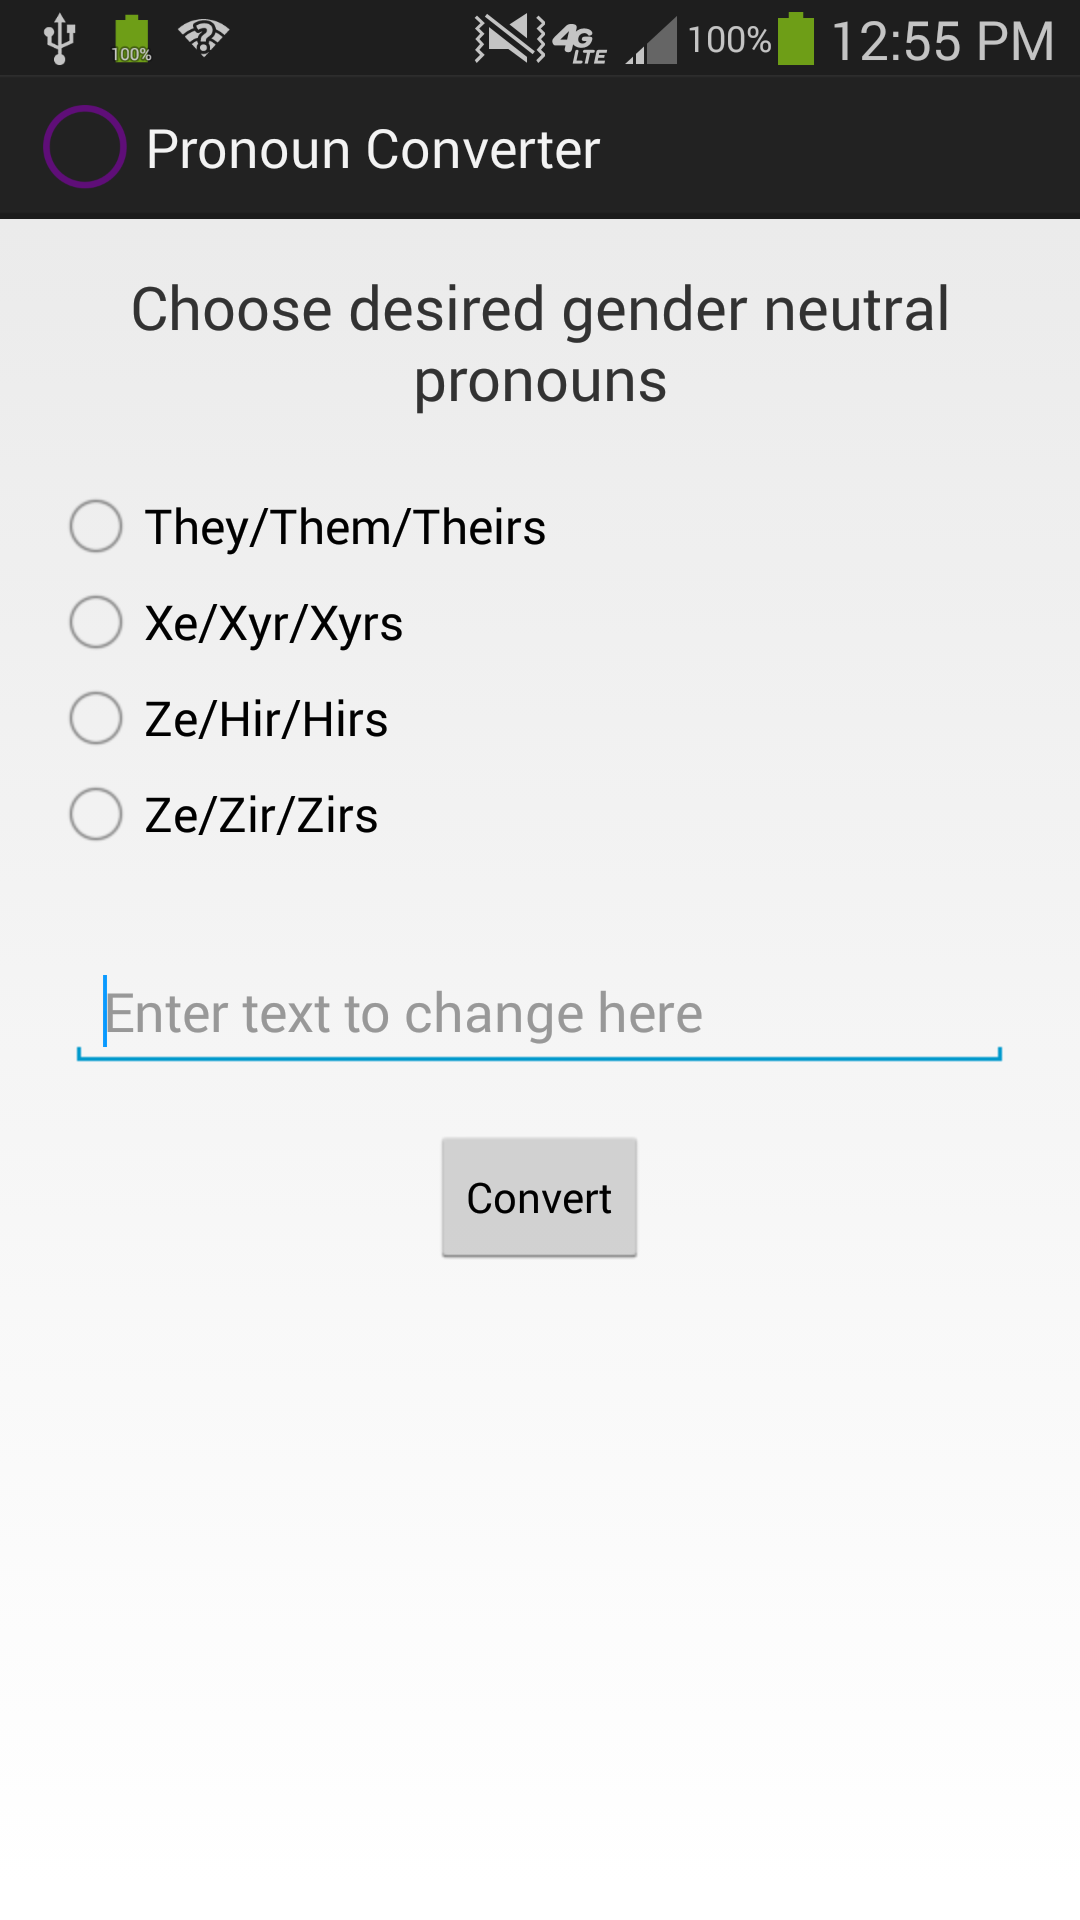 100% ? 4G LTE 100% 12:55 PM
Pronoun Converter
Choose desired gender neutral
pronouns
They/Them/Theirs
Xe/Xyr/Xyrs
Ze/Hir/Hirs
Ze/Zir/Zirs
Enter text to change here
Convert